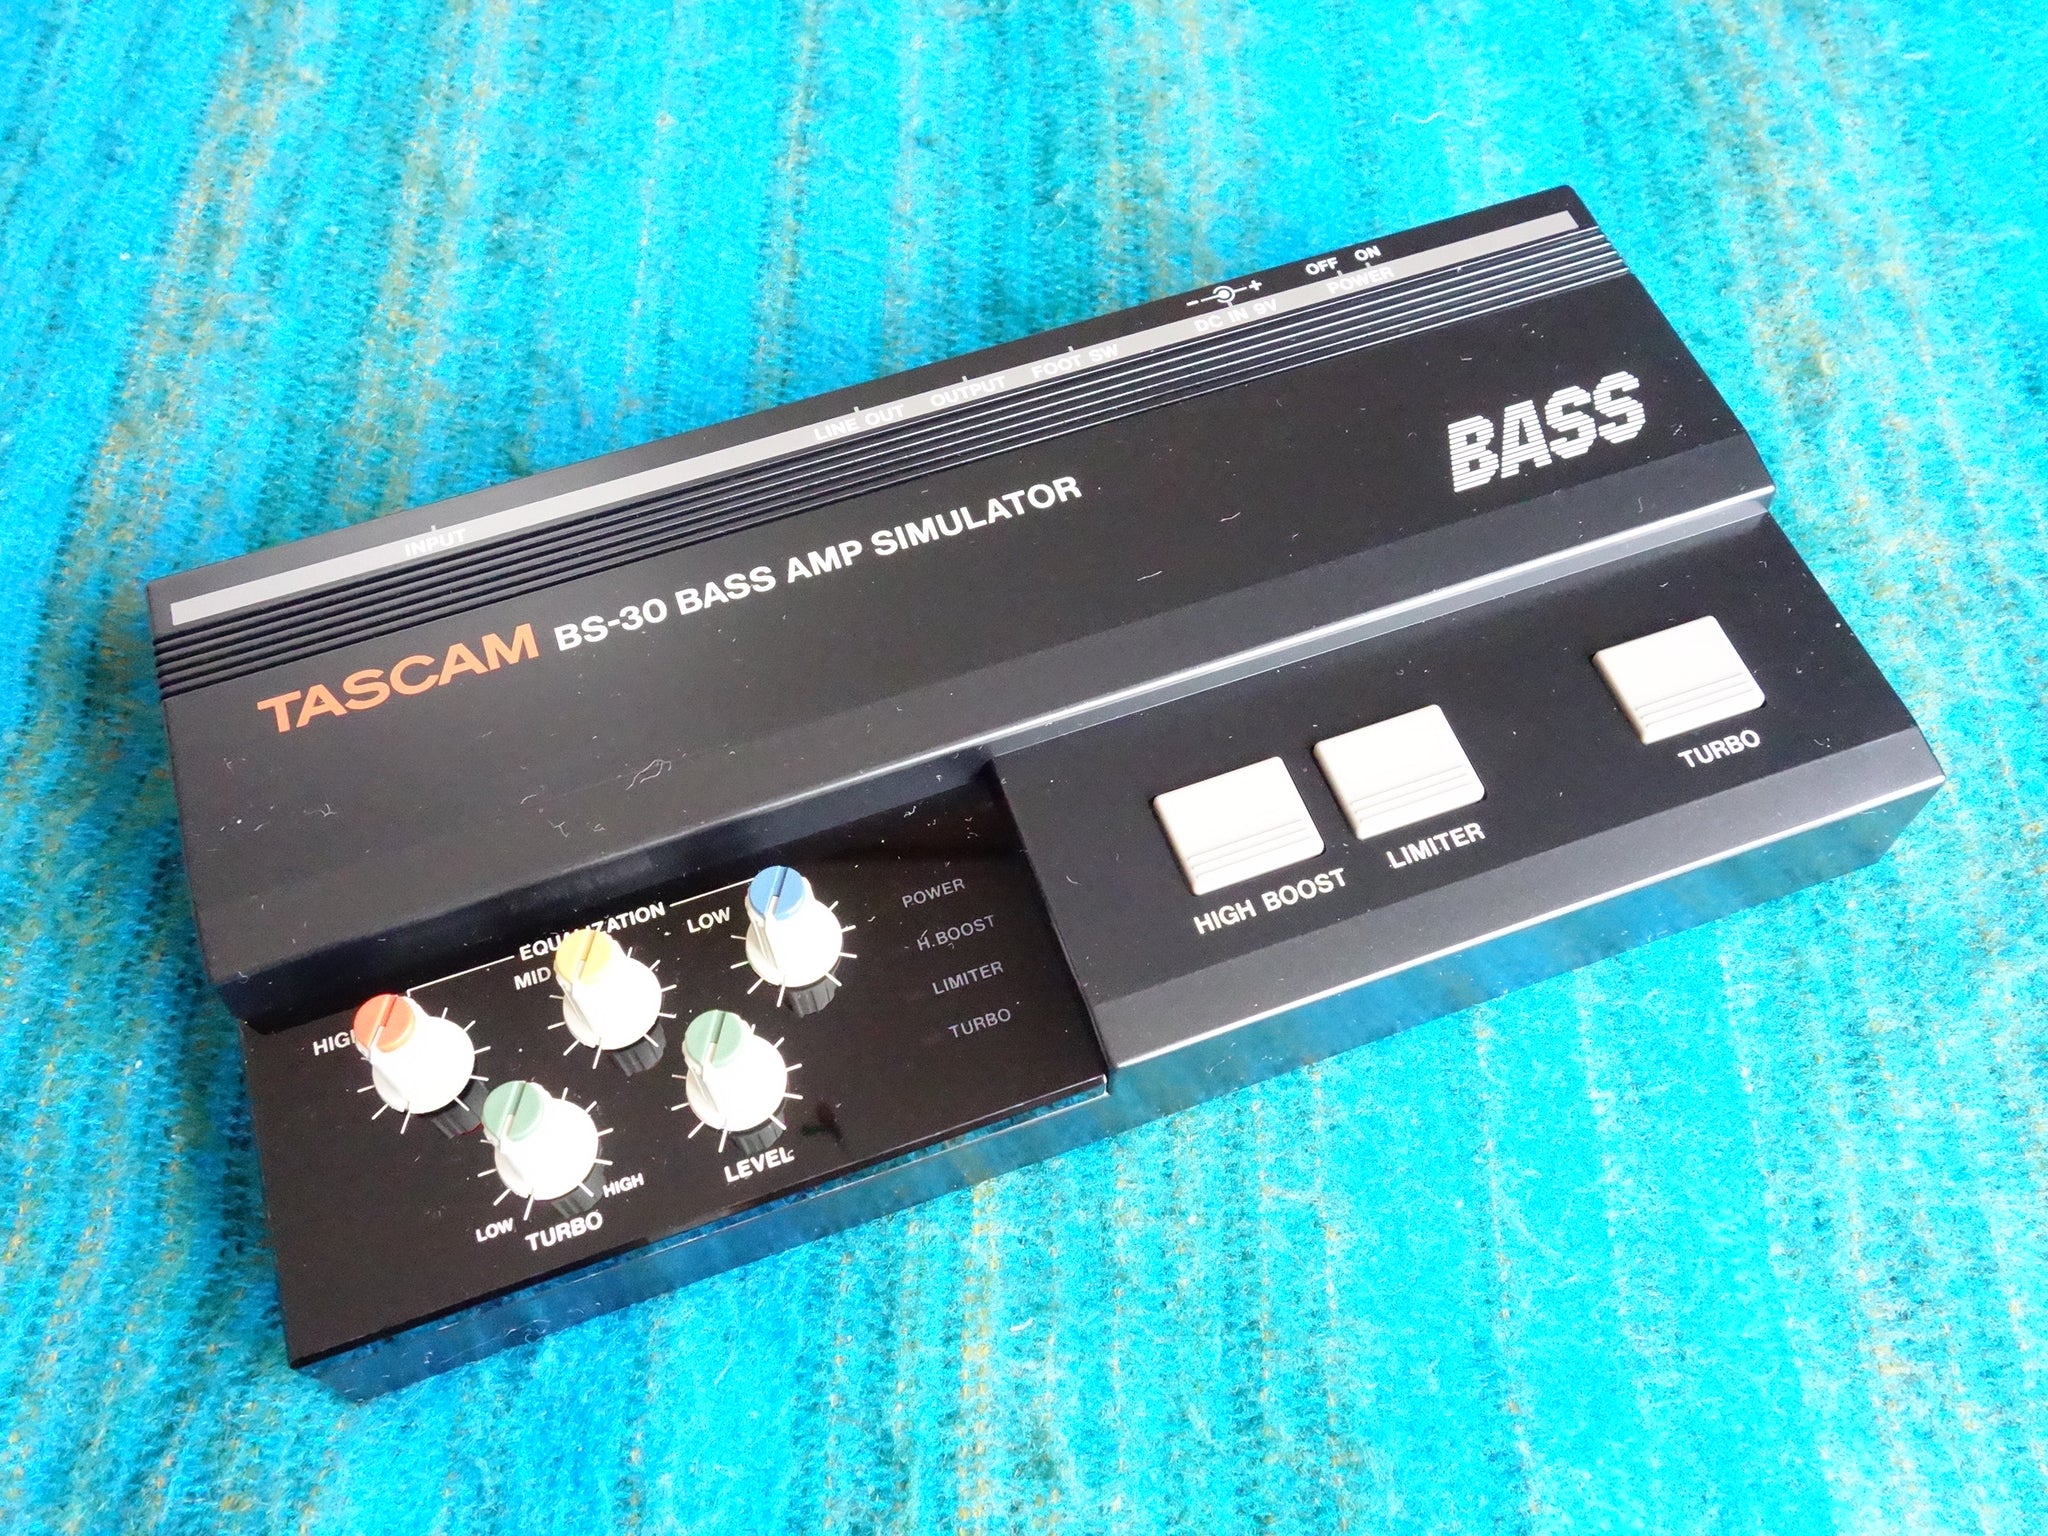 OFF ON
- +
INPUT LINE OUT OUTPUT FOOT SW DC IN 9V POWER
TASCAM BS-30 BASS AMP SIMULATOR
BASS
EQUALIZATION
HIGH MID LOW
LOW HIGH
TURBO
LEVEL
POWER
H.BOOST
LIMITER
TURBO
HIGH BOOST
LIMITER
TURBO